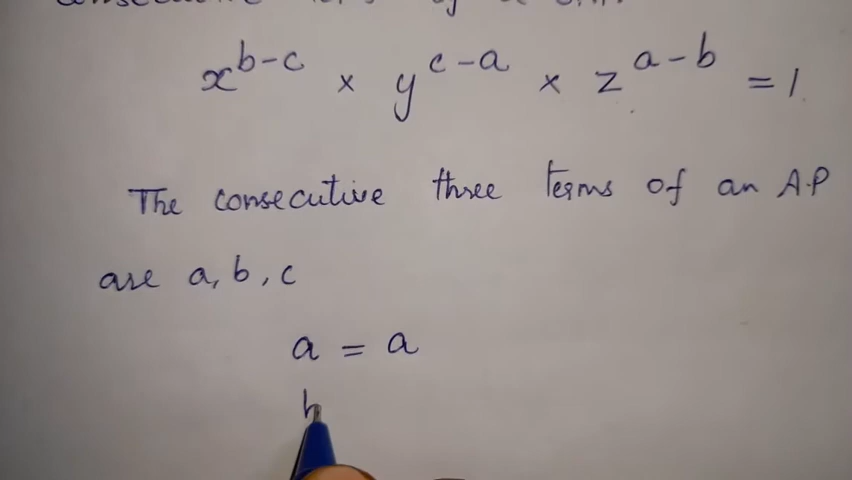 x^{b-c} × y^{c-a} × z^{a-b} = 1
The consecutive three terms of an A.P
are a, b, c
a = a